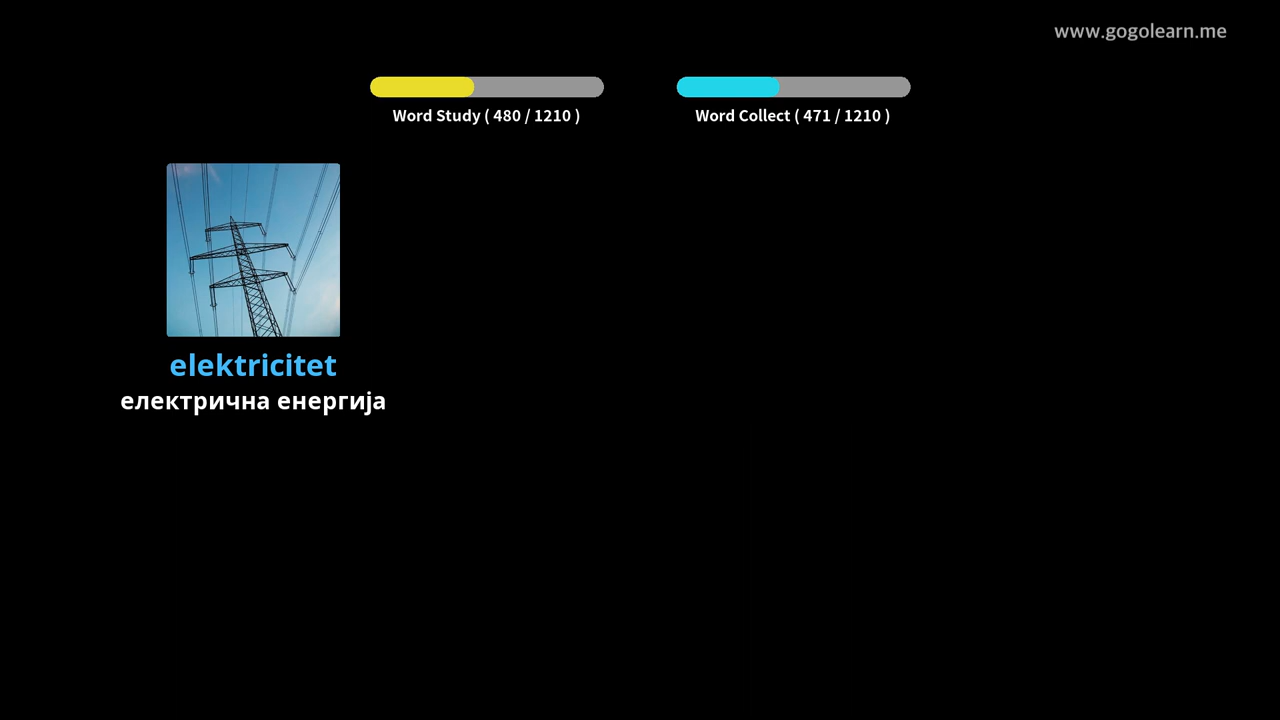 www.gogolearn.me
Word Study ( 480 / 1210 )
Word Collect ( 471 / 1210 )
elektricitet
електрична енергија